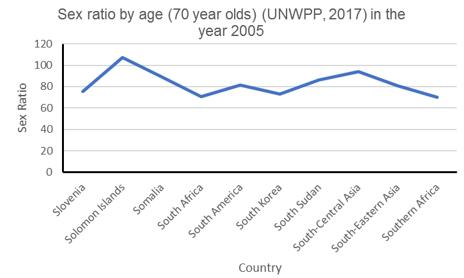 Sex ratio by age (70 year olds) (UNWPP, 2017) in the
year 2005
120
100
80
60
40
20
0
Sex Ratio
Slovenia
Solomon Islands
Somalia
South Africa
South America
South Korea
South Sudan
South-Central Asia
South-Eastern Asia
Southern Africa
Country